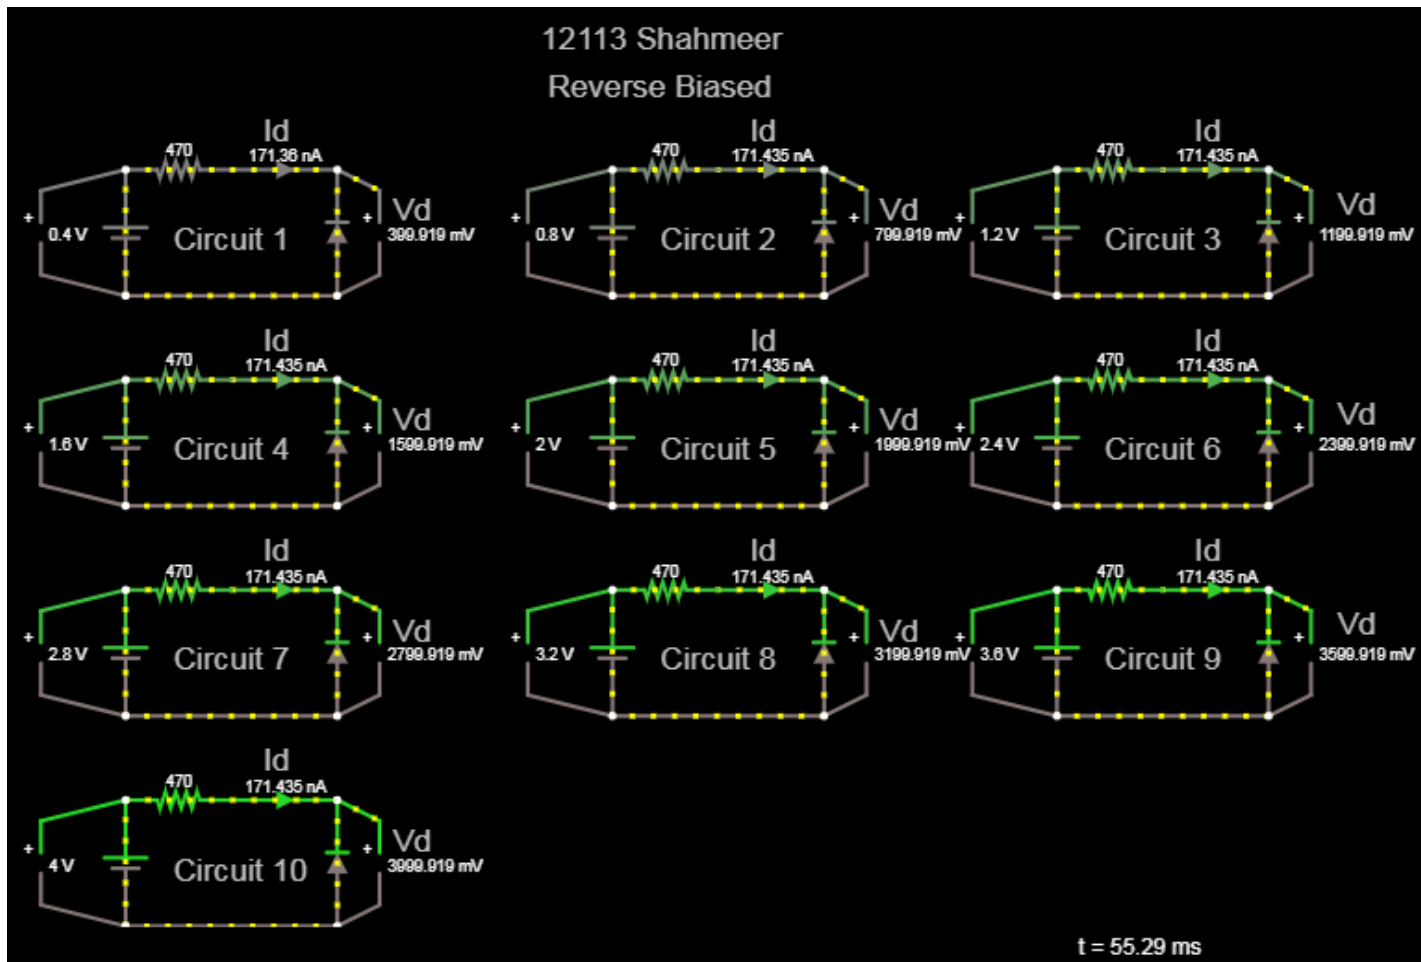 12113 Shahmeer
Reverse Biased
Id
470
171.36 nA
+
0.4 V
Circuit 1
+
Vd
399.919 mV
Id
470
171.435 nA
+
0.8 V
Circuit 2
+
Vd
799.919 mV
Id
470
171.435 nA
+
1.2 V
Circuit 3
+
Vd
1199.919 mV
Id
470
171.435 nA
+
1.6 V
Circuit 4
+
Vd
1599.919 mV
Id
470
171.435 nA
+
2 V
Circuit 5
+
Vd
1999.919 mV
Id
470
171.435 nA
+
2.4 V
Circuit 6
+
Vd
2399.919 mV
Id
470
171.435 nA
+
2.8 V
Circuit 7
+
Vd
2799.919 mV
Id
470
171.435 nA
+
3.2 V
Circuit 8
+
Vd
3199.919 mV
Id
470
171.435 nA
+
3.6 V
Circuit 9
+
Vd
3599.919 mV
Id
470
171.435 nA
+
4 V
Circuit 10
+
Vd
3999.919 mV
t = 55.29 ms